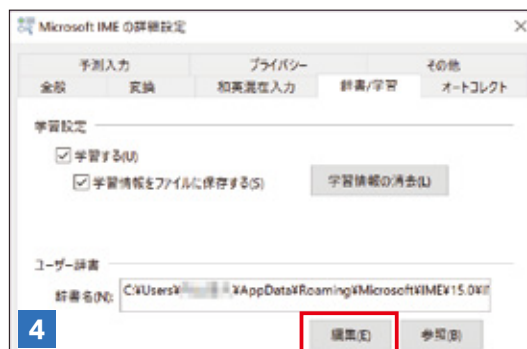 Microsoft IME の詳細設定
予測入力 プライバシー その他
全般 変換 和英混在入力 辞書/学習 オートコレクト
学習設定
学習する(U)
学習情報をファイルに保存する(S) 学習情報の消去(L)
ユーザー辞書
辞書名(N): C:¥Users¥ ¥AppData¥Roaming¥Microsoft¥IME¥15.0¥I
4 編集(E) 参照(B)